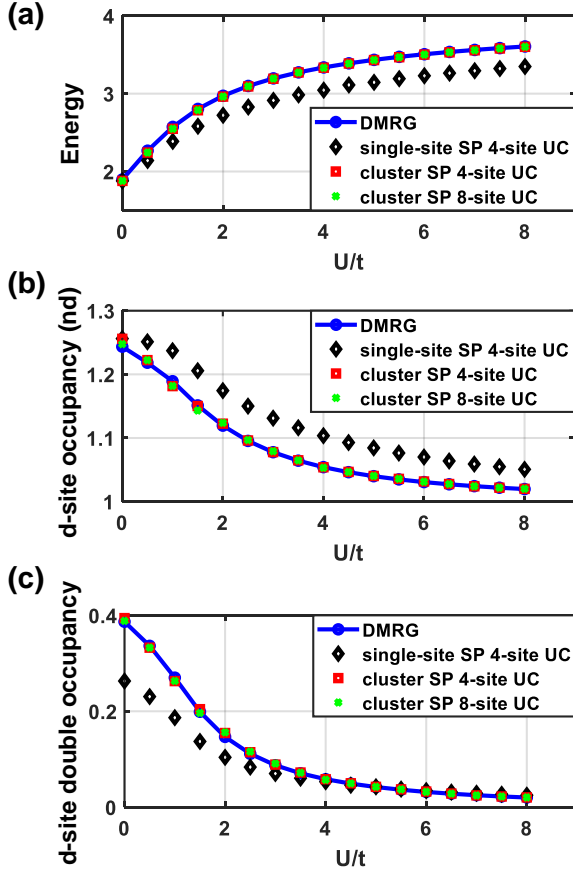 (a)
4
3
2
Energy
DMRG
single-site SP 4-site UC
cluster SP 4-site UC
cluster SP 8-site UC
0 2 4 6 8
U/t
(b)
1.3
1.2
1.1
1
d-site occupancy (nd)
DMRG
single-site SP 4-site UC
cluster SP 4-site UC
cluster SP 8-site UC
0 2 4 6 8
U/t
(c)
0.4
0.2
0
d-site double occupancy
DMRG
single-site SP 4-site UC
cluster SP 4-site UC
cluster SP 8-site UC
0 2 4 6 8
U/t